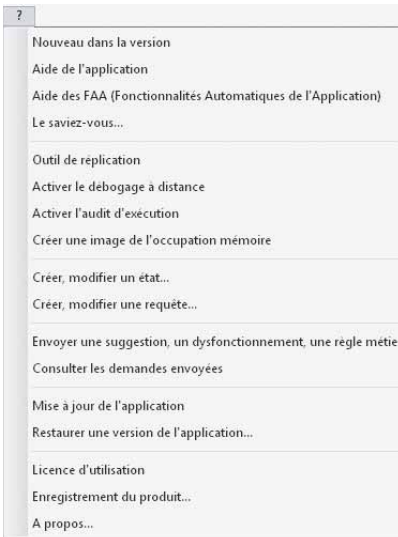 ?
Nouveau dans la version
Aide de l'application
Aide des FAA (Fonctionnalités Automatiques de l'Application)
Le saviez-vous...
Outil de réplication
Activer le débogage à distance
Activer l'audit d'exécution
Créer une image de l'occupation mémoire
Créer, modifier un état...
Créer, modifier une requête...
Envoyer une suggestion, un dysfonctionnement, une règle métie
Consulter les demandes envoyées
Mise à jour de l'application
Restaurer une version de l'application...
Licence d'utilisation
Enregistrement du produit...
A propos...